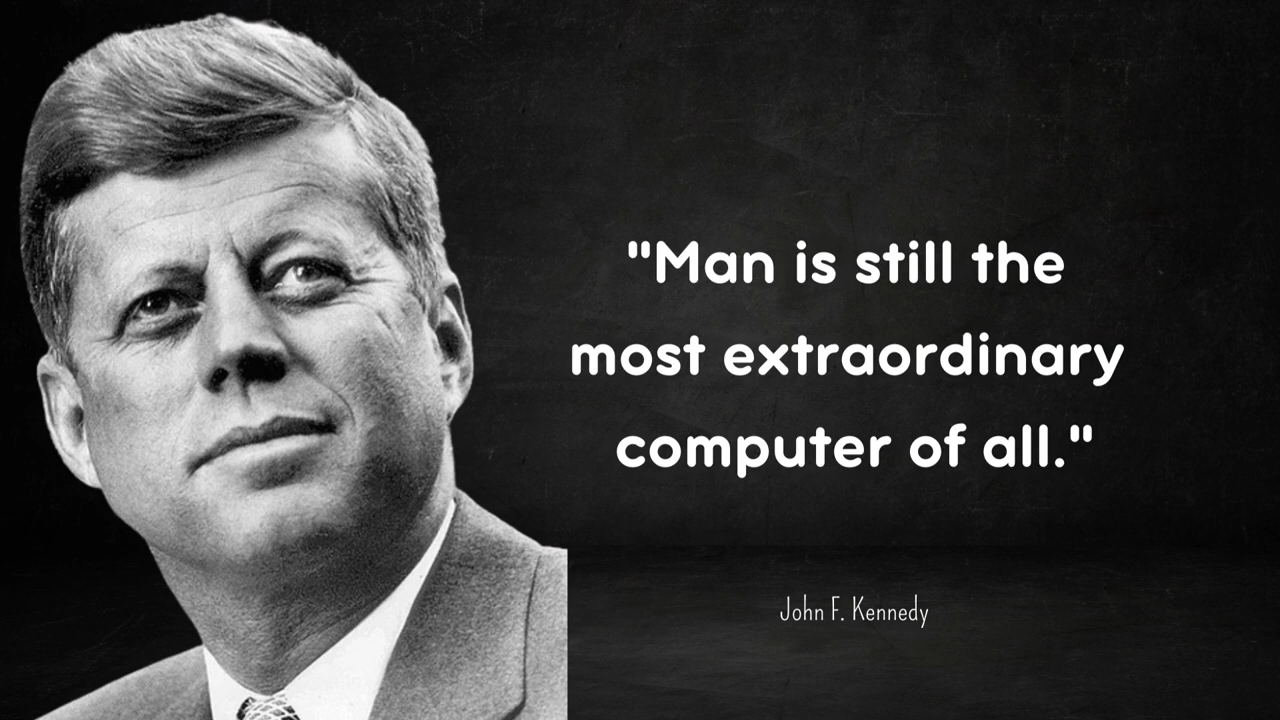 "Man is still the
most extraordinary
computer of all."
John F. Kennedy